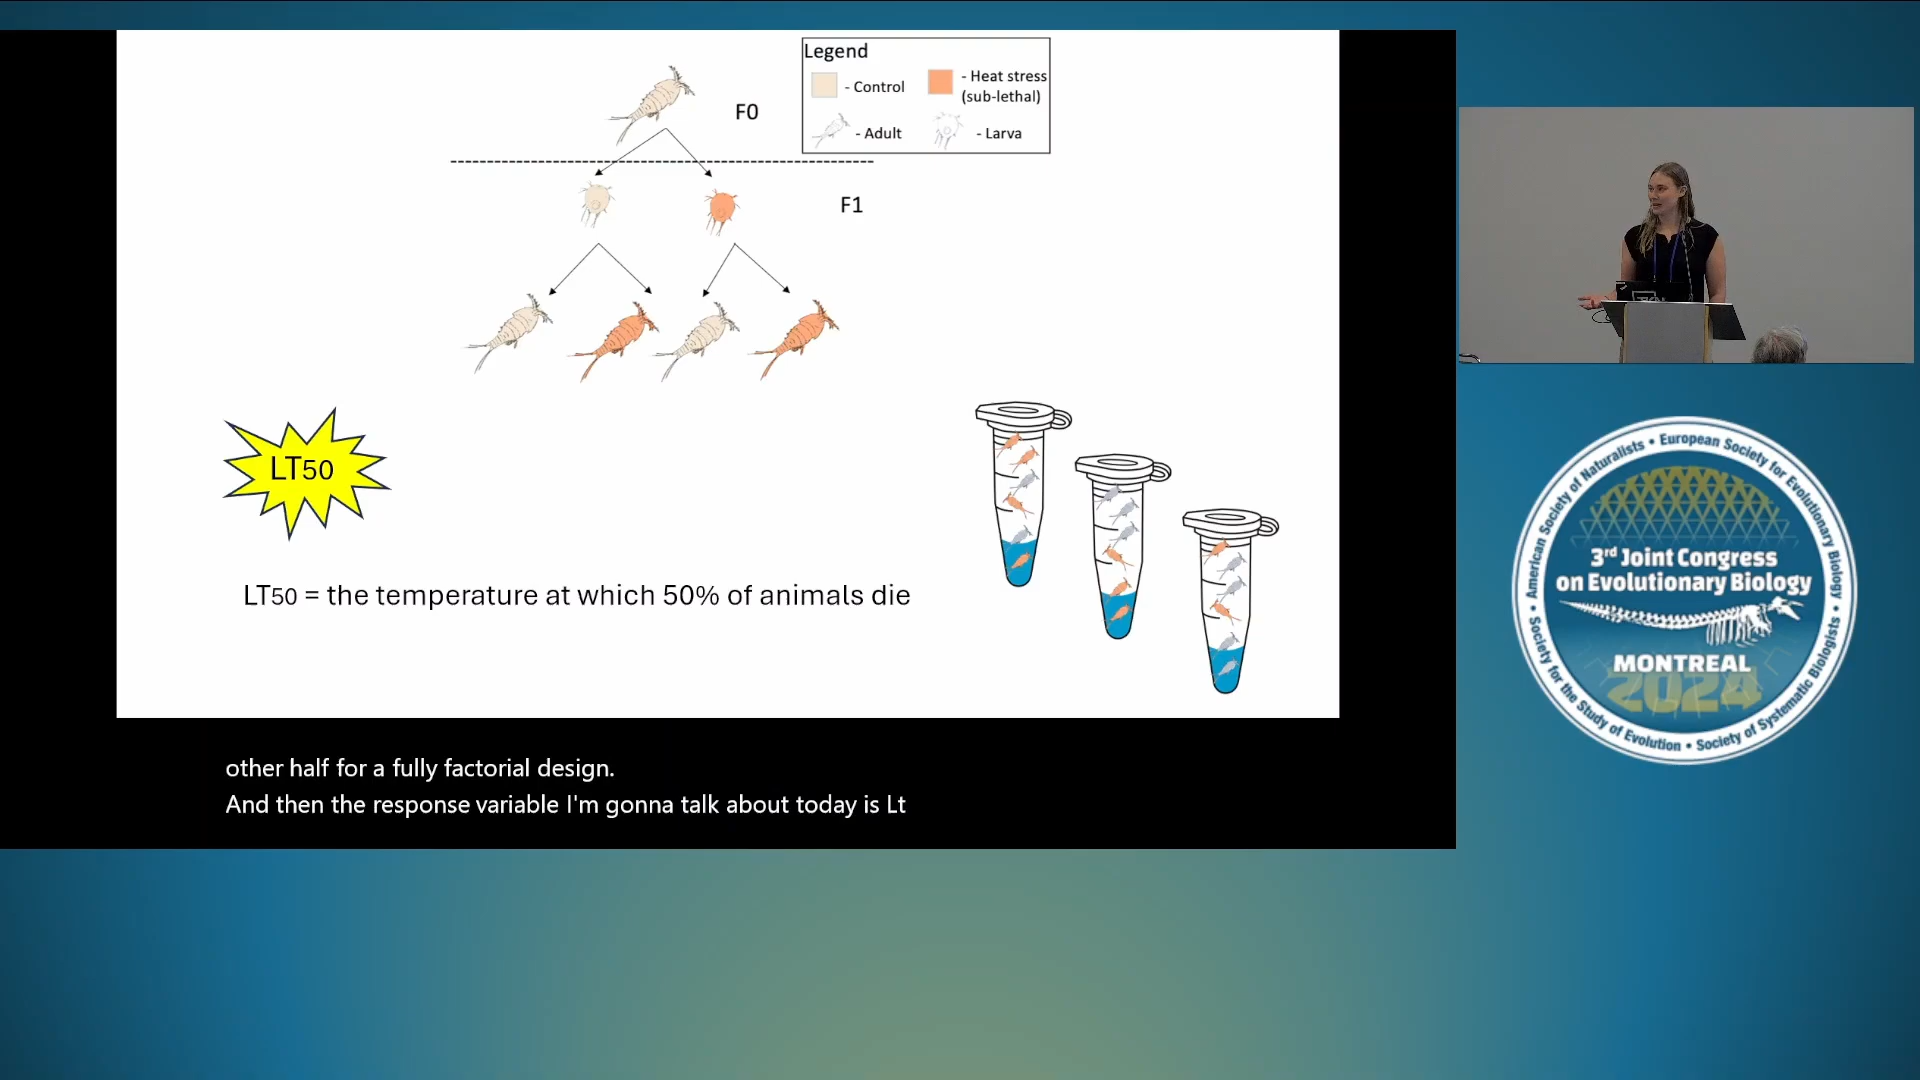 Legend
- Control
- Heat stress
(sub-lethal)
- Adult
- Larva
F0
F1
LT50
LT50 = the temperature at which 50% of animals die
other half for a fully factorial design.
And then the response variable I'm gonna talk about today is Lt
American Society of Naturalists • European Society for Evolutionary Biology •
3rd Joint Congress
on Evolutionary Biology
MONTREAL
2024
Society for the Study of Evolution • Society of Systematic Biologists •